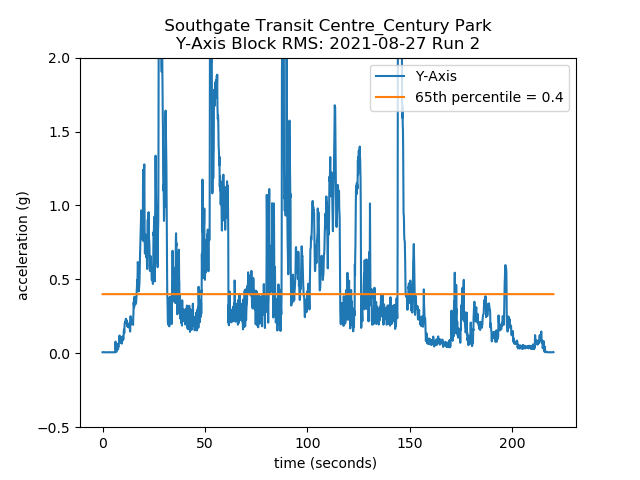 Southgate Transit Centre_Century Park
Y-Axis Block RMS: 2021-08-27 Run 2
Y-Axis
65th percentile = 0.4
2.0
1.5
1.0
0.5
0.0
−0.5
acceleration (g)
0 50 100 150 200
time (seconds)